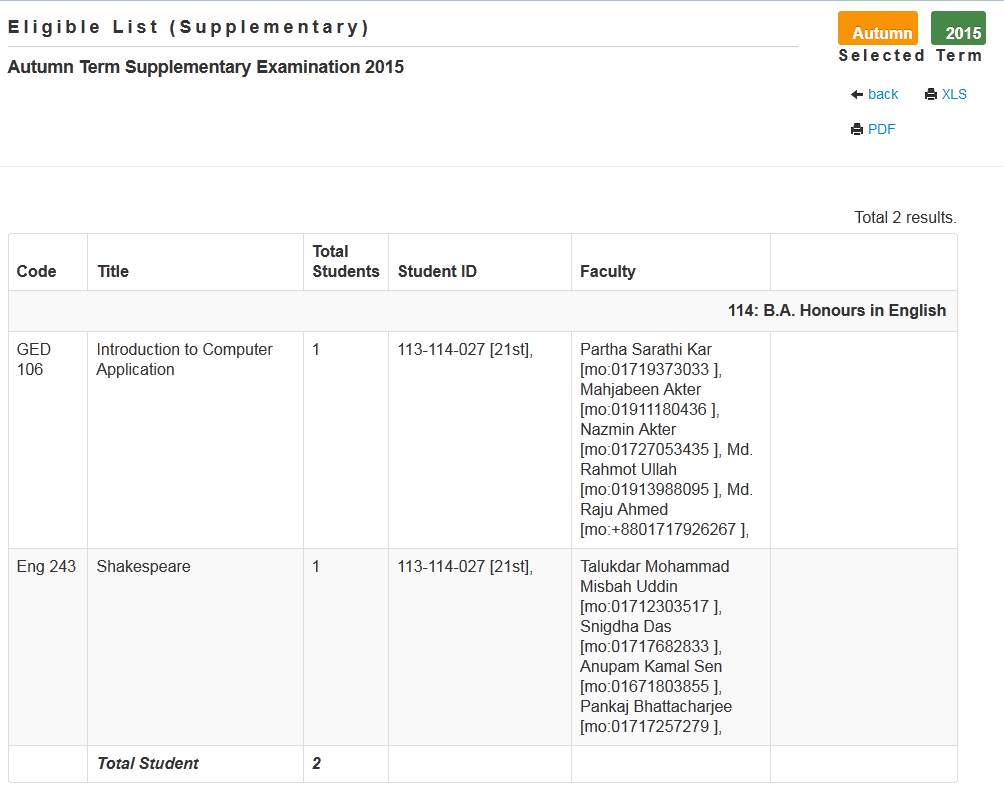 Eligible List (Supplementary)
Autumn Term Supplementary Examination 2015
Autumn 2015
Selected Term
back XLS
PDF
Total 2 results.
Code Title Total Students Student ID Faculty
114: B.A. Honours in English
GED 106
Introduction to Computer
Application
1
113-114-027 [21st],
Partha Sarathi Kar
[mo:01719373033 ],
Mahjabeen Akter
[mo:01911180436 ],
Nazmin Akter
[mo:01727053435 ], Md.
Rahmot Ullah
[mo:01913988095 ], Md.
Raju Ahmed
[mo:+8801717926267 ],
Eng 243
Shakespeare
1
113-114-027 [21st],
Talukdar Mohammad
Misbah Uddin
[mo:01712303517 ],
Snigdha Das
[mo:01717682833 ],
Anupam Kamal Sen
[mo:01671803855 ],
Pankaj Bhattacharjee
[mo:01717257279 ],
Total Student 2